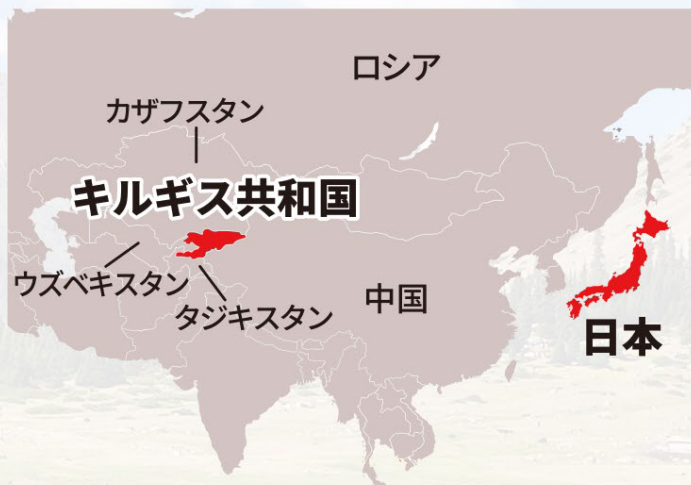 ロシア
カザフスタン
キルギス共和国
ウズベキスタン
タジキスタン
中国
日本